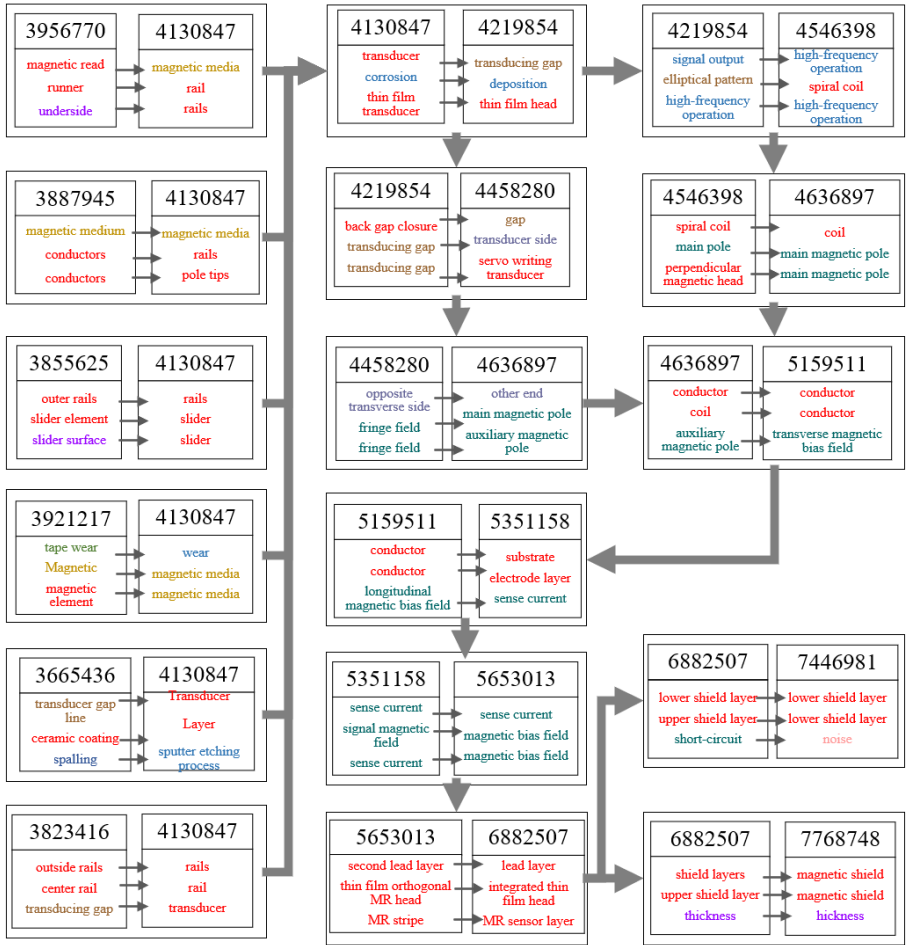 3956770 4130847
magnetic read magnetic media
runner rail
underside rails
4130847 4219854
transducer transducing gap
corrosion deposition
thin film thin film head
transducer
4219854 4546398
signal output high-frequency
operation
elliptical pattern spiral coil
high-frequency high-frequency
operation operation
3887945 4130847
magnetic medium magnetic media
conductors rails
conductors pole tips
4219854 4458280
back gap closure gap
transducing gap transducer side
transducing gap servo writing
transducer
4546398 4636897
spiral coil coil
main pole main magnetic pole
perpendicular main magnetic pole
magnetic head
3855625 4130847
outer rails rails
slider element slider
slider surface slider
4458280 4636897
opposite other end
transverse side main magnetic pole
fringe field auxiliary magnetic
fringe field pole
4636897 5159511
conductor conductor
coil conductor
auxiliary transverse magnetic
magnetic pole bias field
3921217 4130847
tape wear wear
Magnetic magnetic media
magnetic magnetic media
element
5159511 5351158
conductor substrate
conductor electrode layer
longitudinal sense current
magnetic bias field
3665436 4130847
transducer gap Transducer
line Layer
ceramic coating sputter etching
spalling process
5351158 5653013
sense current sense current
signal magnetic magnetic bias field
field
sense current magnetic bias field
6882507 7446981
lower shield layer lower shield layer
upper shield layer lower shield layer
short-circuit noise
3823416 4130847
outside rails rails
center rail rail
transducing gap transducer
5653013 6882507
second lead layer lead layer
thin film orthogonal integrated thin
MR head film head
MR stripe MR sensor layer
6882507 7768748
shield layers magnetic shield
upper shield layer magnetic shield
thickness hickness